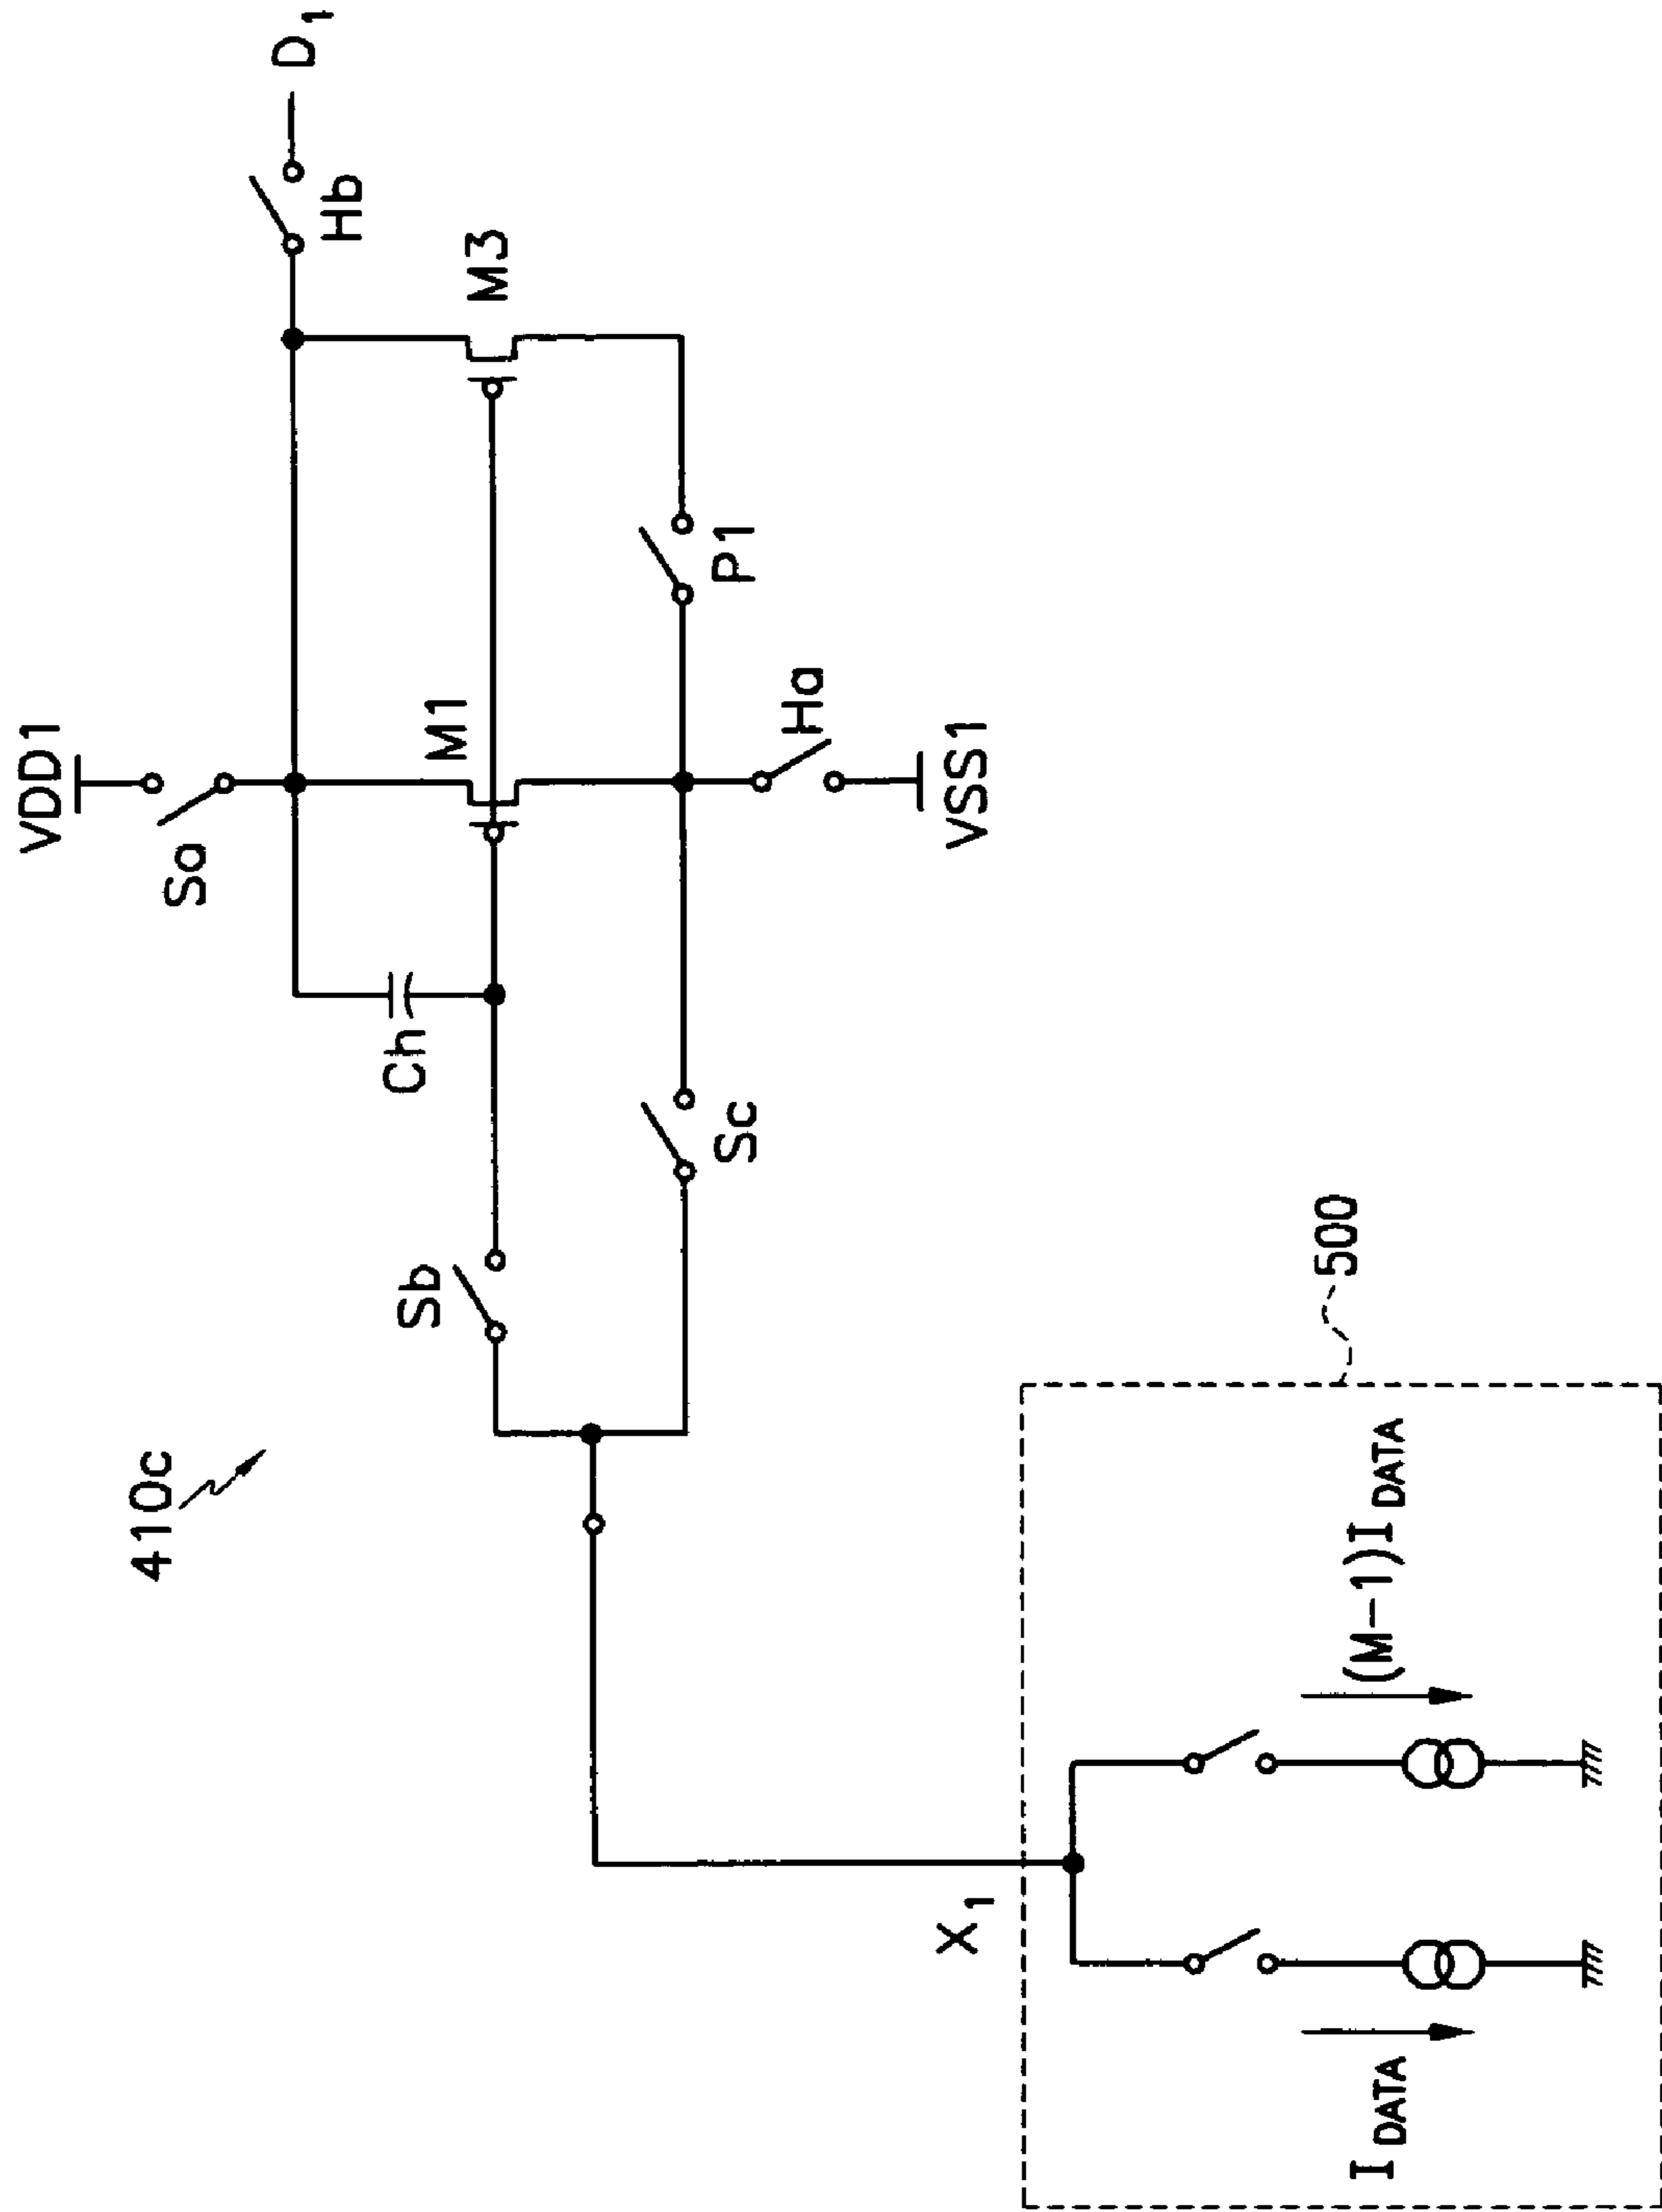 410c
VDD1
Sa
D1
Hb
Ch
M1
M3
Sb
Sc
P1
Ha
VSS1
X1
500
IDATA
(M-1)IDATA